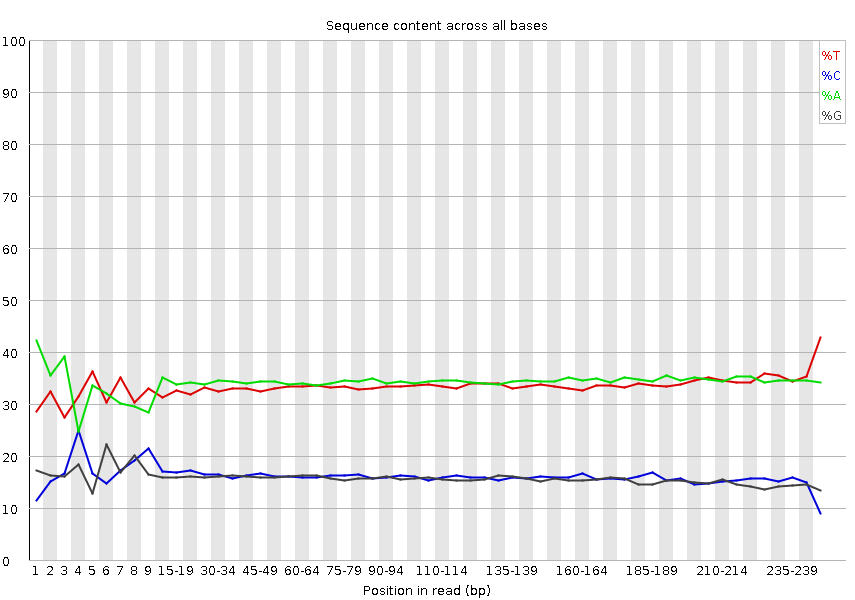 Sequence content across all bases
100
90
80
70
60
50
40
30
20
10
0
%T
%C
%A
%G
1 2 3 4 5 6 7 8 9 15-19 30-34 45-49 60-64 75-79 90-94 110-114 135-139 160-164 185-189 210-214 235-239
Position in read (bp)